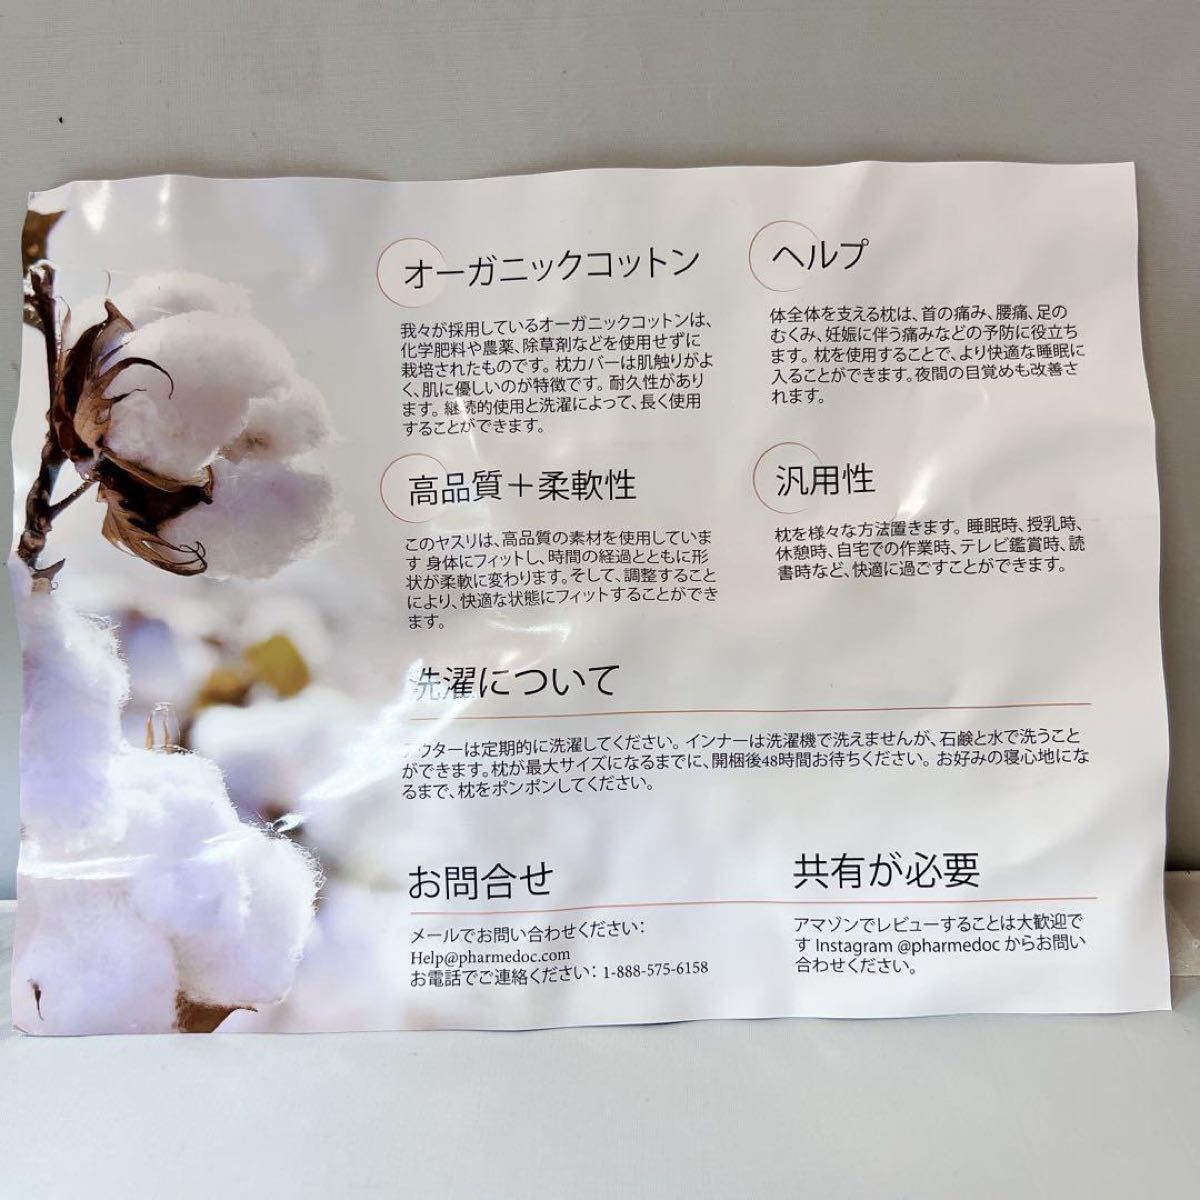 オーガニックコットン
我々が採用しているオーガニックコットンは、
化学肥料や農薬、除草剤などを使用せずに
栽培されたものです。枕カバーは肌触りがよ
く、肌に優しいのが特徴です。耐久性があり
ます。継続的使用と洗濯によって、長く使用
することができます。
ヘルプ
体全体を支える枕は、首の痛み、腰痛、足の
むくみ、妊娠に伴う痛みなどの予防に役立ち
ます。枕を使用することで、より快適な睡眠に
入ることができます。夜間の目覚めも改善さ
れます。
高品質＋柔軟性
このヤスリは、高品質の素材を使用していま
す 身体にフィットし、時間の経過とともに形
状が柔軟に変わります。そして、調整すること
により、快適な状態にフィットすることができ
ます。
汎用性
枕を様々な方法置きます。睡眠時、授乳時、
休憩時、自宅での作業時、テレビ鑑賞時、読
書時など、快適に過ごすことができます。
洗濯について
アウターは定期的に洗濯してください。インナーは洗濯機で洗えませんが、石鹸と水で洗うこと
ができます。枕が最大サイズになるまでに、開梱後48時間お待ちください。お好みの寝心地にな
るまで、枕をポンポンしてください。
お問合せ
メールでお問い合わせください：
Help@pharmedoc.com
お電話でご連絡ください：1-888-575-6158
共有が必要
アマゾンでレビューすることは大歓迎で
す Instagram @pharmedoc からお問い
合わせください。